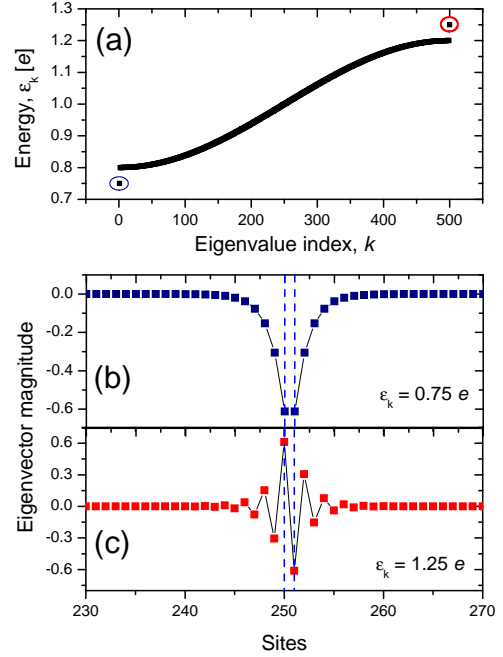 (a)
Energy, ε_k [e]
1.3
1.2
1.1
1.0
0.9
0.8
0.7
0 100 200 300 400 500
Eigenvalue index, k
Eigenvector magnitude
0.0
-0.2
-0.4
-0.6
(b)
ε_k = 0.75 e
0.6
0.3
0.0
-0.3
-0.6
(c)
ε_k = 1.25 e
230 240 250 260 270
Sites